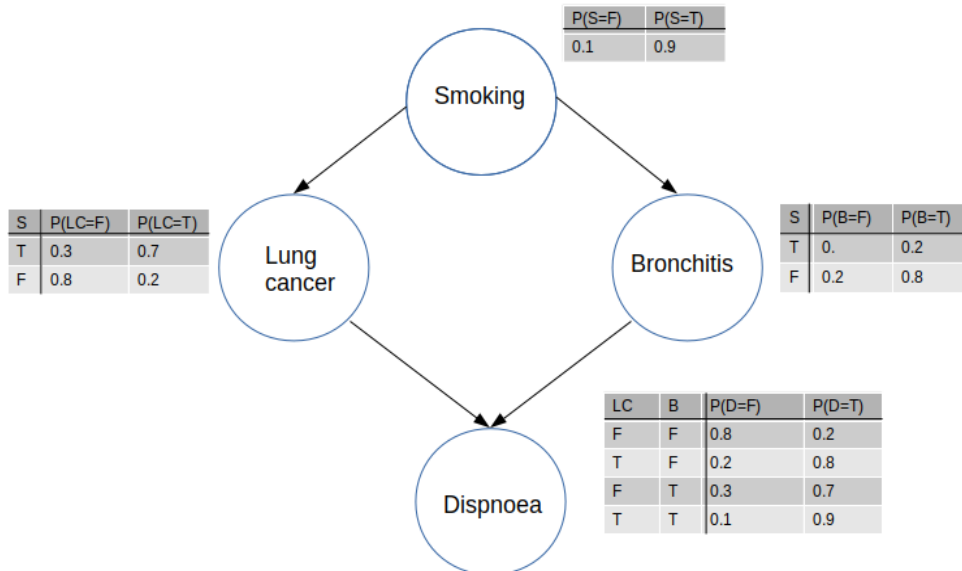 P(S=F) P(S=T)
0.1 0.9
Smoking
S P(LC=F) P(LC=T)
T 0.3 0.7
F 0.8 0.2
Lung
cancer
Bronchitis
S P(B=F) P(B=T)
T 0. 0.2
F 0.2 0.8
LC B P(D=F) P(D=T)
F F 0.8 0.2
T F 0.2 0.8
F T 0.3 0.7
T T 0.1 0.9
Dispnoea